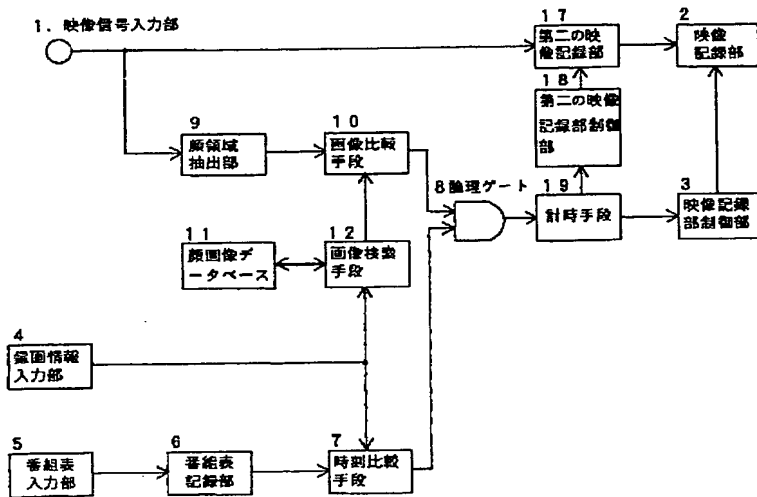 1. 映像信号入力部
17
第二の映
像記録部
2
映像
記録部
18
第二の映像
記録部制御
部
9
顔領域
抽出部
10
画像比較
手段
8論理ゲート
19
計時手段
3
映像記録
部制御部
11
顔画像デ
ータベース
12
画像検索
手段
4
録画情報
入力部
5
番組表
入力部
6
番組表
記録部
7
時刻比較
手段